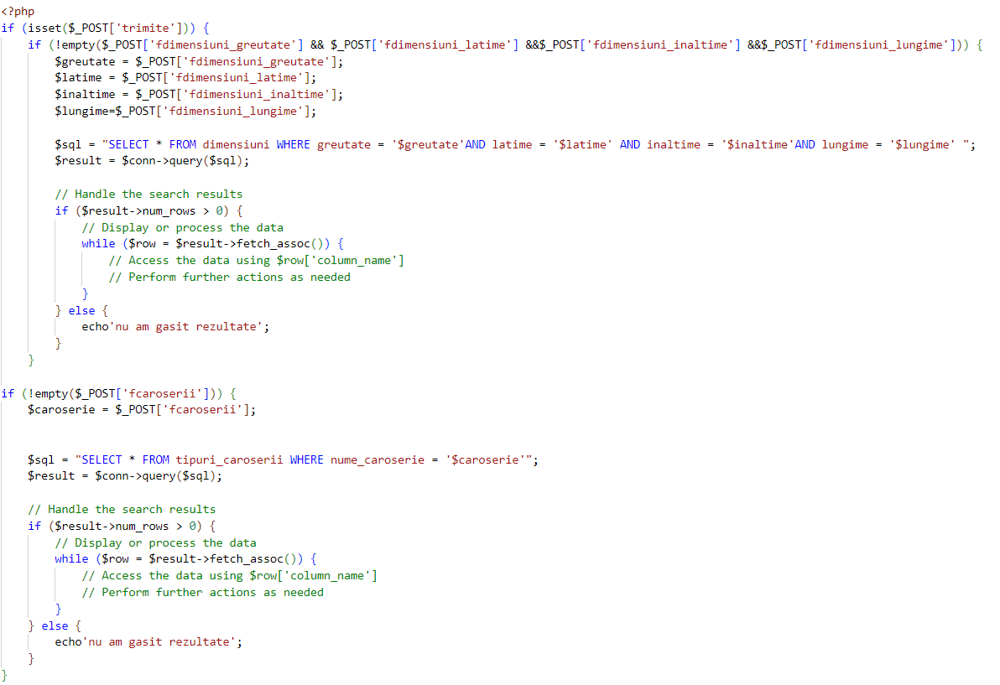 <?php
if (isset($_POST['trimite'])) {
    if (!empty($_POST['fdimensiuni_greutate'] && $_POST['fdimensiuni_latime'] &&$_POST['fdimensiuni_inaltime'] &&$_POST['fdimensiuni_lungime'])) {
        $greutate = $_POST['fdimensiuni_greutate'];
        $latime = $_POST['fdimensiuni_latime'];
        $inaltime = $_POST['fdimensiuni_inaltime'];
        $lungime=$_POST['fdimensiuni_lungime'];

        $sql = "SELECT * FROM dimensiuni WHERE greutate = '$greutate'AND latime = '$latime' AND inaltime = '$inaltime'AND lungime = '$lungime' ";
        $result = $conn->query($sql);

        // Handle the search results
        if ($result->num_rows > 0) {
            // Display or process the data
            while ($row = $result->fetch_assoc()) {
                // Access the data using $row['column_name']
                // Perform further actions as needed
            }
        } else {
            echo'nu am gasit rezultate';
        }
    }

if (!empty($_POST['fcaroserii'])) {
    $caroserie = $_POST['fcaroserii'];


    $sql = "SELECT * FROM tipuri_caroserii WHERE nume_caroserie = '$caroserie'";
    $result = $conn->query($sql);

    // Handle the search results
    if ($result->num_rows > 0) {
        // Display or process the data
        while ($row = $result->fetch_assoc()) {
            // Access the data using $row['column_name']
            // Perform further actions as needed
        }
    } else {
        echo'nu am gasit rezultate';
    }
}